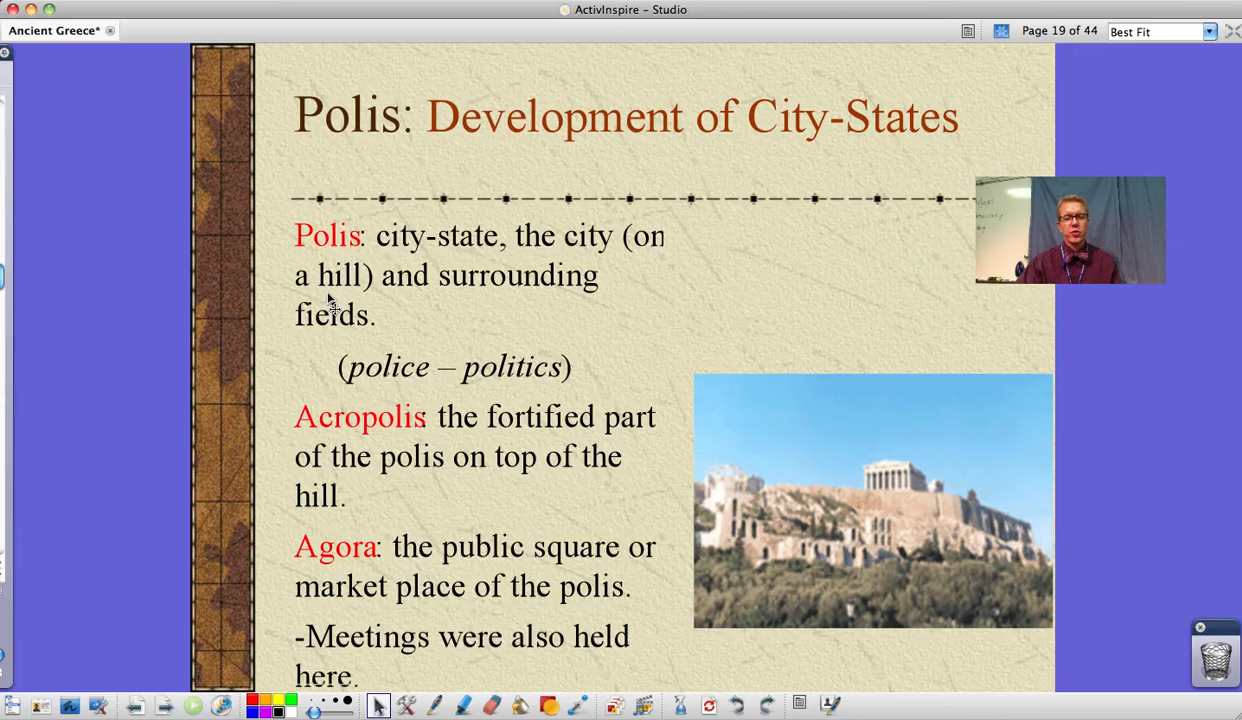 ActivInspire – Studio
Ancient Greece*
Page 19 of 44
Best Fit
Polis: Development of City-States
Polis: city-state, the city (on
a hill) and surrounding
fields.
(police – politics)
Acropolis: the fortified part
of the polis on top of the
hill.
Agora: the public square or
market place of the polis.
-Meetings were also held
here.